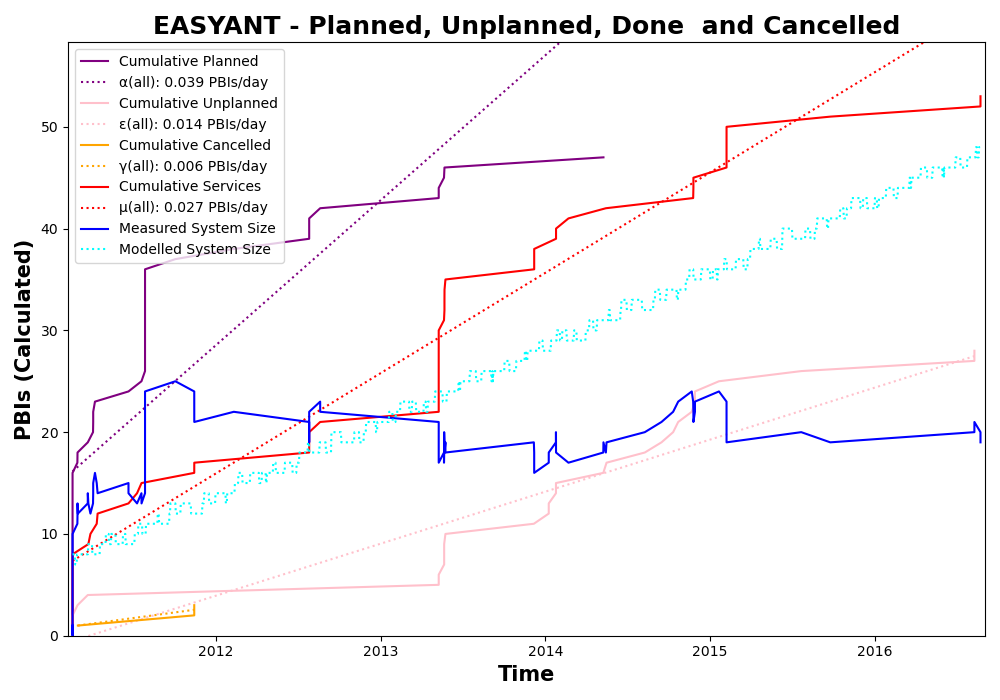 EASYANT - Planned, Unplanned, Done  and Cancelled
Cumulative Planned
α(all): 0.039 PBIs/day
Cumulative Unplanned
ε(all): 0.014 PBIs/day
Cumulative Cancelled
γ(all): 0.006 PBIs/day
Cumulative Services
μ(all): 0.027 PBIs/day
Measured System Size
Modelled System Size
PBIs (Calculated)
50
40
30
20
10
0
2012 2013 2014 2015 2016
Time